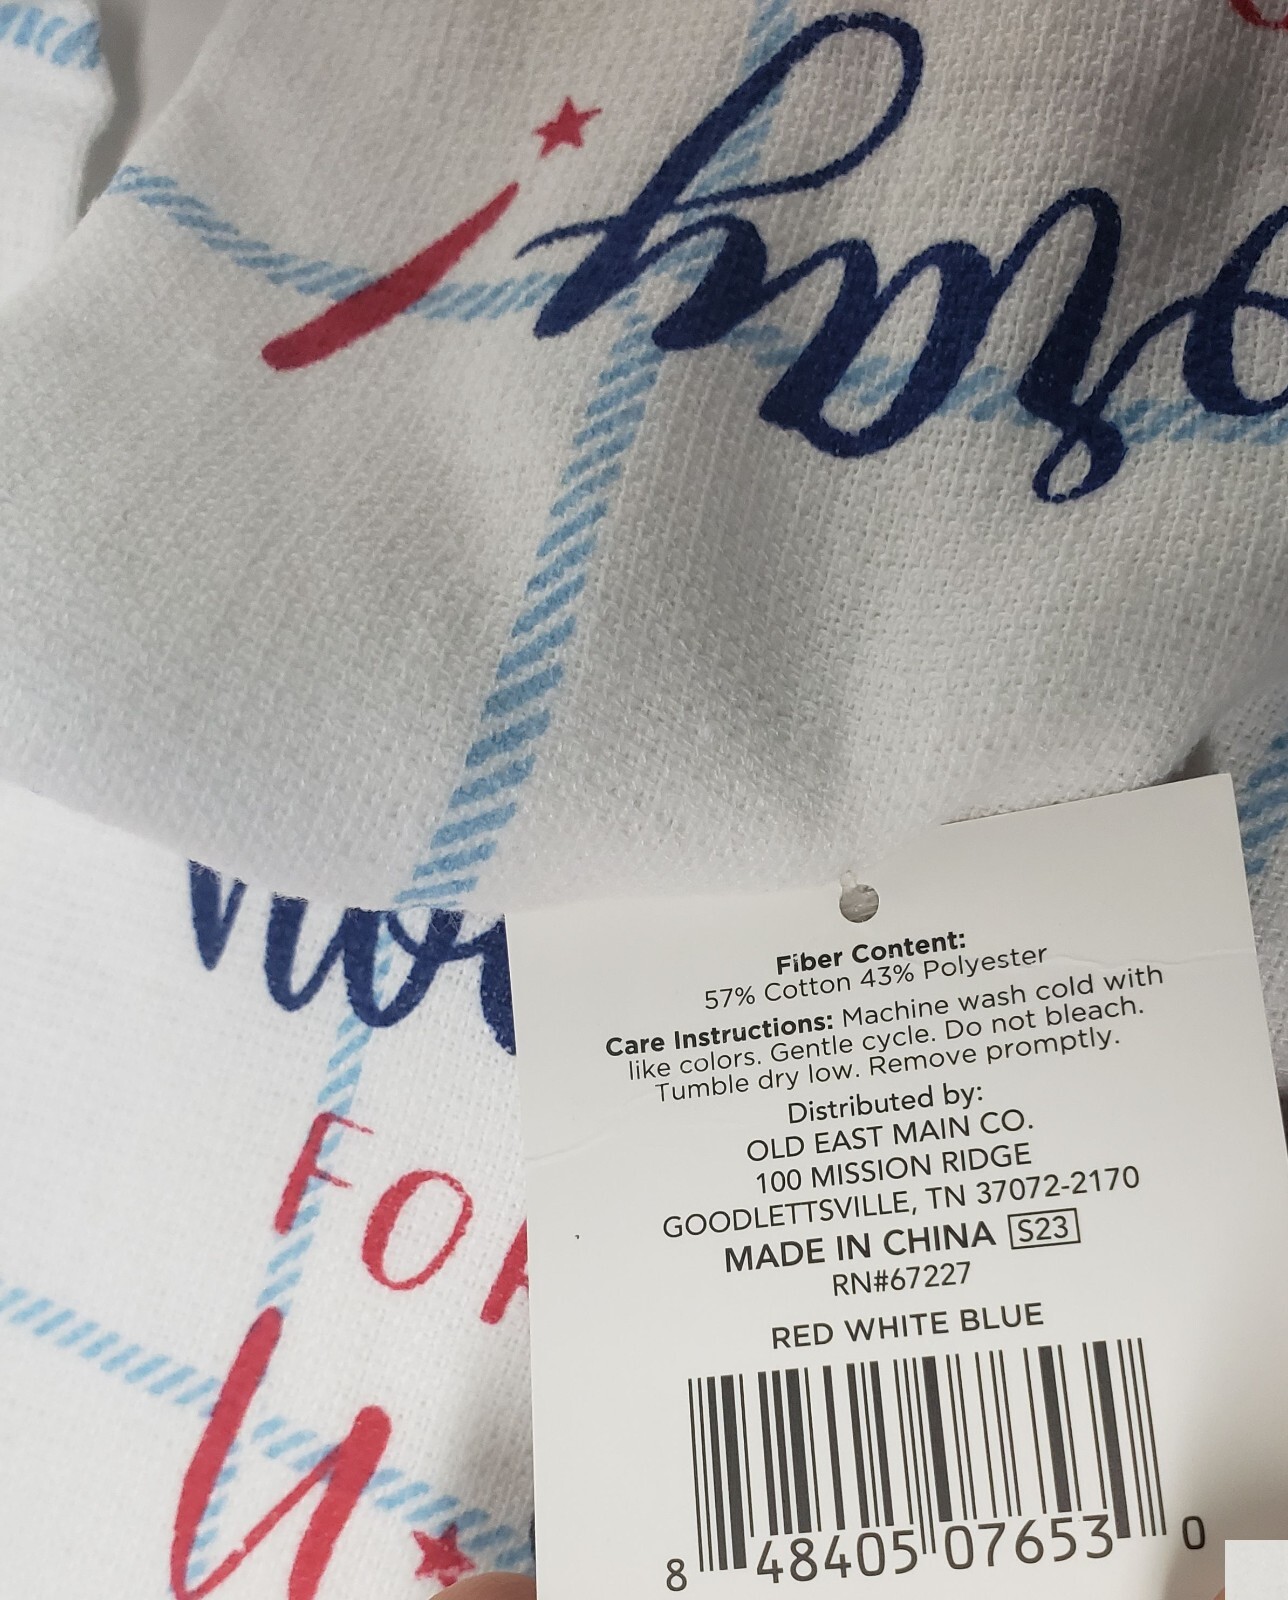 FO
Fiber Content:
57% Cotton 43% Polyester
Care Instructions: Machine wash cold with
like colors. Gentle cycle. Do not bleach.
Tumble dry low. Remove promptly.
Distributed by:
OLD EAST MAIN CO.
100 MISSION RIDGE
GOODLETTSVILLE, TN 37072-2170
MADE IN CHINA S23
RN#67227
RED WHITE BLUE
8 48405 07653 0